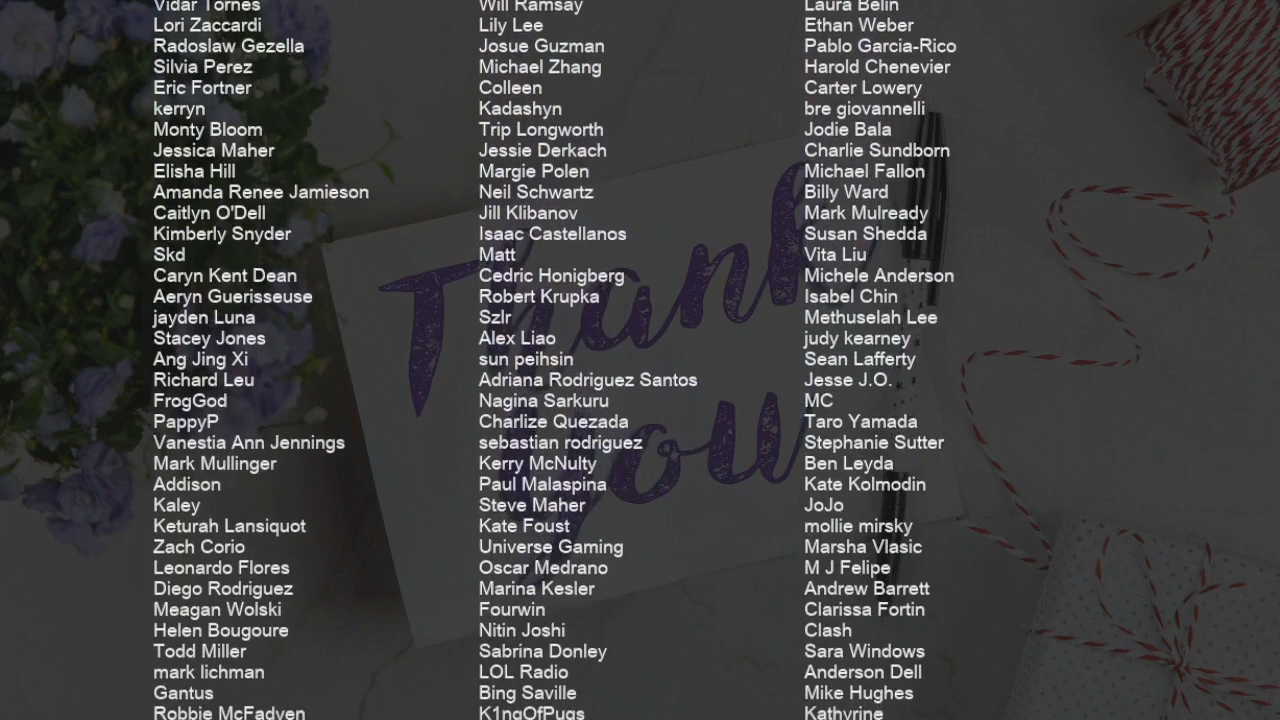 Vidar Tornes
Lori Zaccardi
Radoslaw Gezella
Silvia Perez
Eric Fortner
kerryn
Monty Bloom
Jessica Maher
Elisha Hill
Amanda Renee Jamieson
Caitlyn O'Dell
Kimberly Snyder
Skd
Caryn Kent Dean
Aeryn Guerisseuse
jayden Luna
Stacey Jones
Ang Jing Xi
Richard Leu
FrogGod
PappyP
Vanestia Ann Jennings
Mark Mullinger
Addison
Kaley
Keturah Lansiquot
Zach Corio
Leonardo Flores
Diego Rodriguez
Meagan Wolski
Helen Bougoure
Todd Miller
mark lichman
Gantus
Robbie McFadyen
Will Ramsay
Lily Lee
Josue Guzman
Michael Zhang
Colleen
Kadashyn
Trip Longworth
Jessie Derkach
Margie Polen
Neil Schwartz
Jill Klibanov
Isaac Castellanos
Matt
Cedric Honigberg
Robert Krupka
Szlr
Alex Liao
sun peihsin
Adriana Rodriguez Santos
Nagina Sarkuru
Charlize Quezada
sebastian rodriguez
Kerry McNulty
Paul Malaspina
Steve Maher
Kate Foust
Universe Gaming
Oscar Medrano
Marina Kesler
Fourwin
Nitin Joshi
Sabrina Donley
LOL Radio
Bing Saville
K1ngOfPugs
Laura Belin
Ethan Weber
Pablo Garcia-Rico
Harold Chenevier
Carter Lowery
bre giovannelli
Jodie Bala
Charlie Sundborn
Michael Fallon
Billy Ward
Mark Mulready
Susan Shedda
Vita Liu
Michele Anderson
Isabel Chin
Methuselah Lee
judy kearney
Sean Lafferty
Jesse J.O.
MC
Taro Yamada
Stephanie Sutter
Ben Leyda
Kate Kolmodin
JoJo
mollie mirsky
Marsha Vlasic
M J Felipe
Andrew Barrett
Clarissa Fortin
Clash
Sara Windows
Anderson Dell
Mike Hughes
Kathyrine
Thank
you